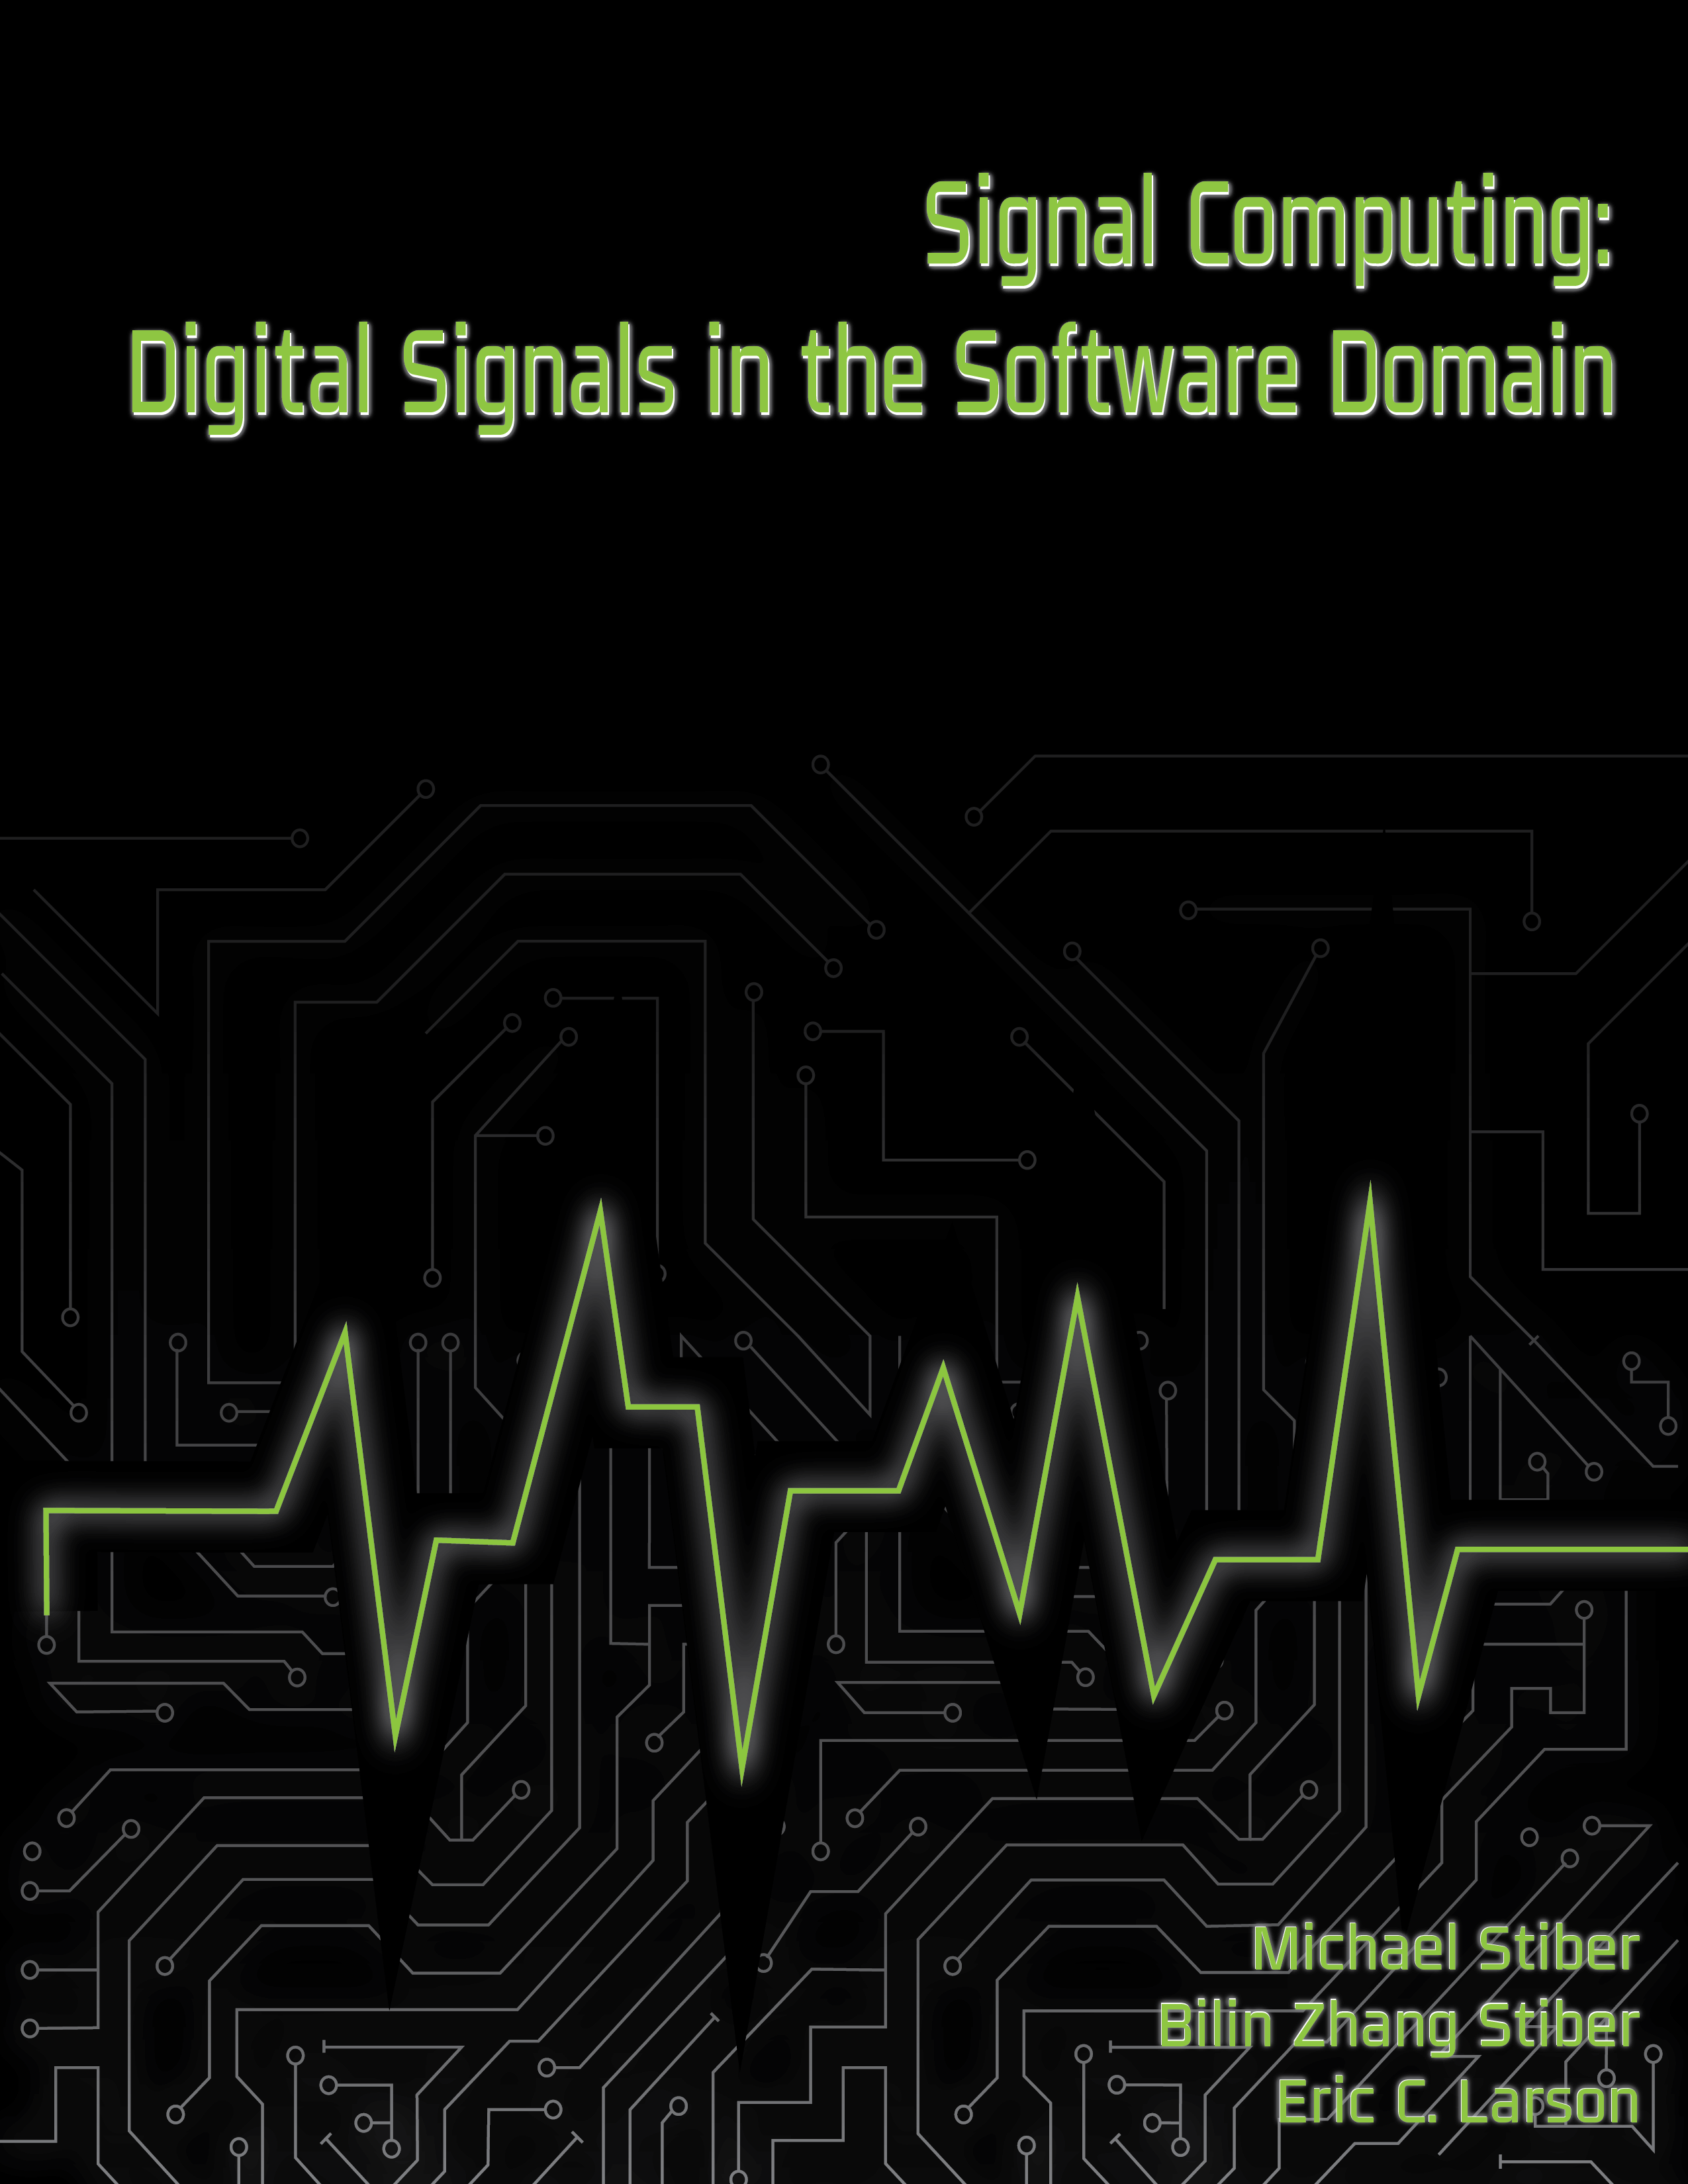 Signal Computing:
Digital Signals in the Software Domain
Michael Stiber
Bilin Zhang Stiber
Eric C. Larson